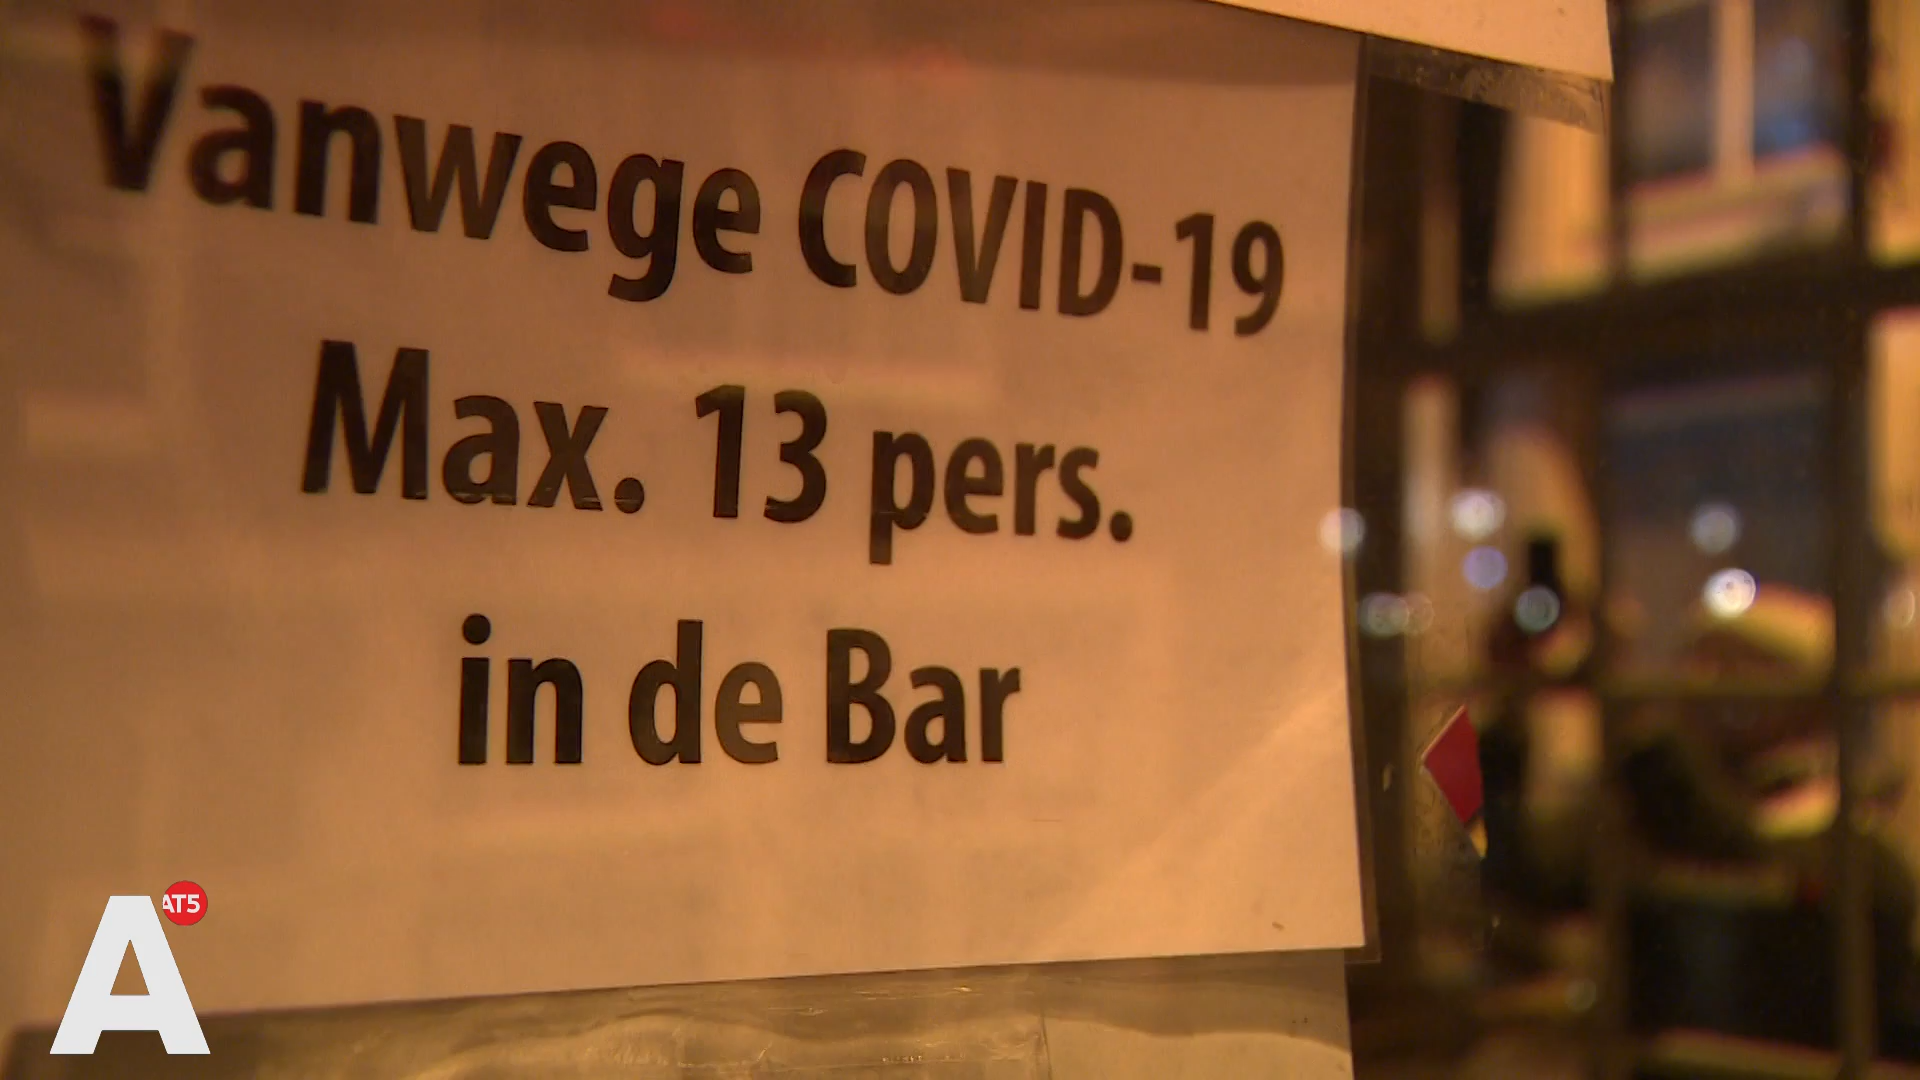 Vanwege COVID-19
Max. 13 pers.
in de Bar
A
AT5